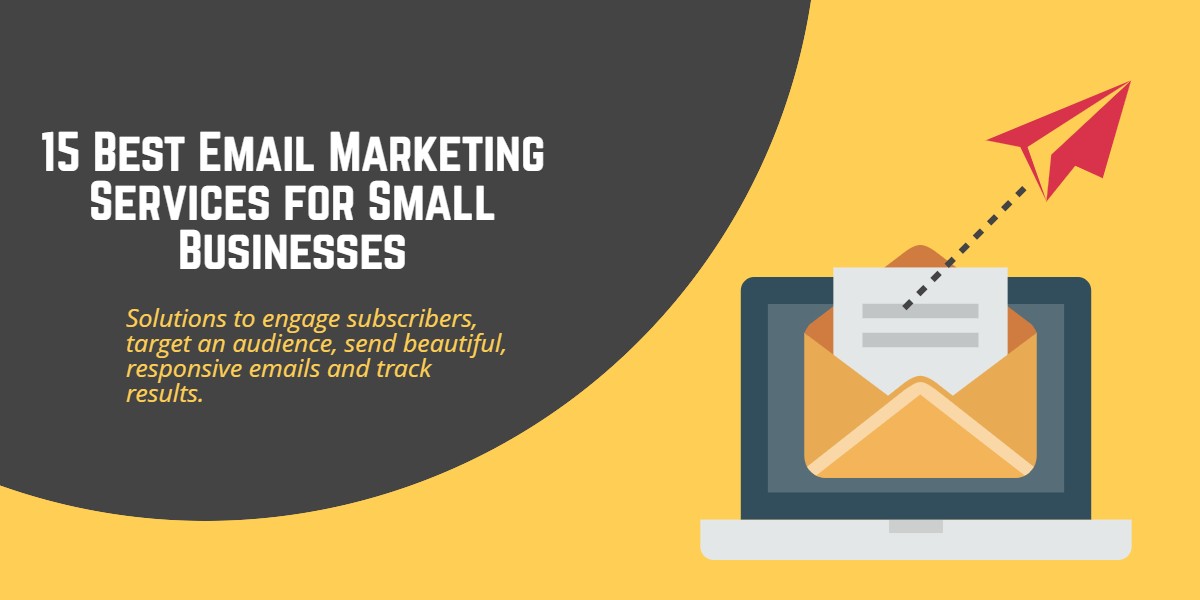 15 Best Email Marketing
Services for Small
Businesses
Solutions to engage subscribers,
target an audience, send beautiful,
responsive emails and track
results.